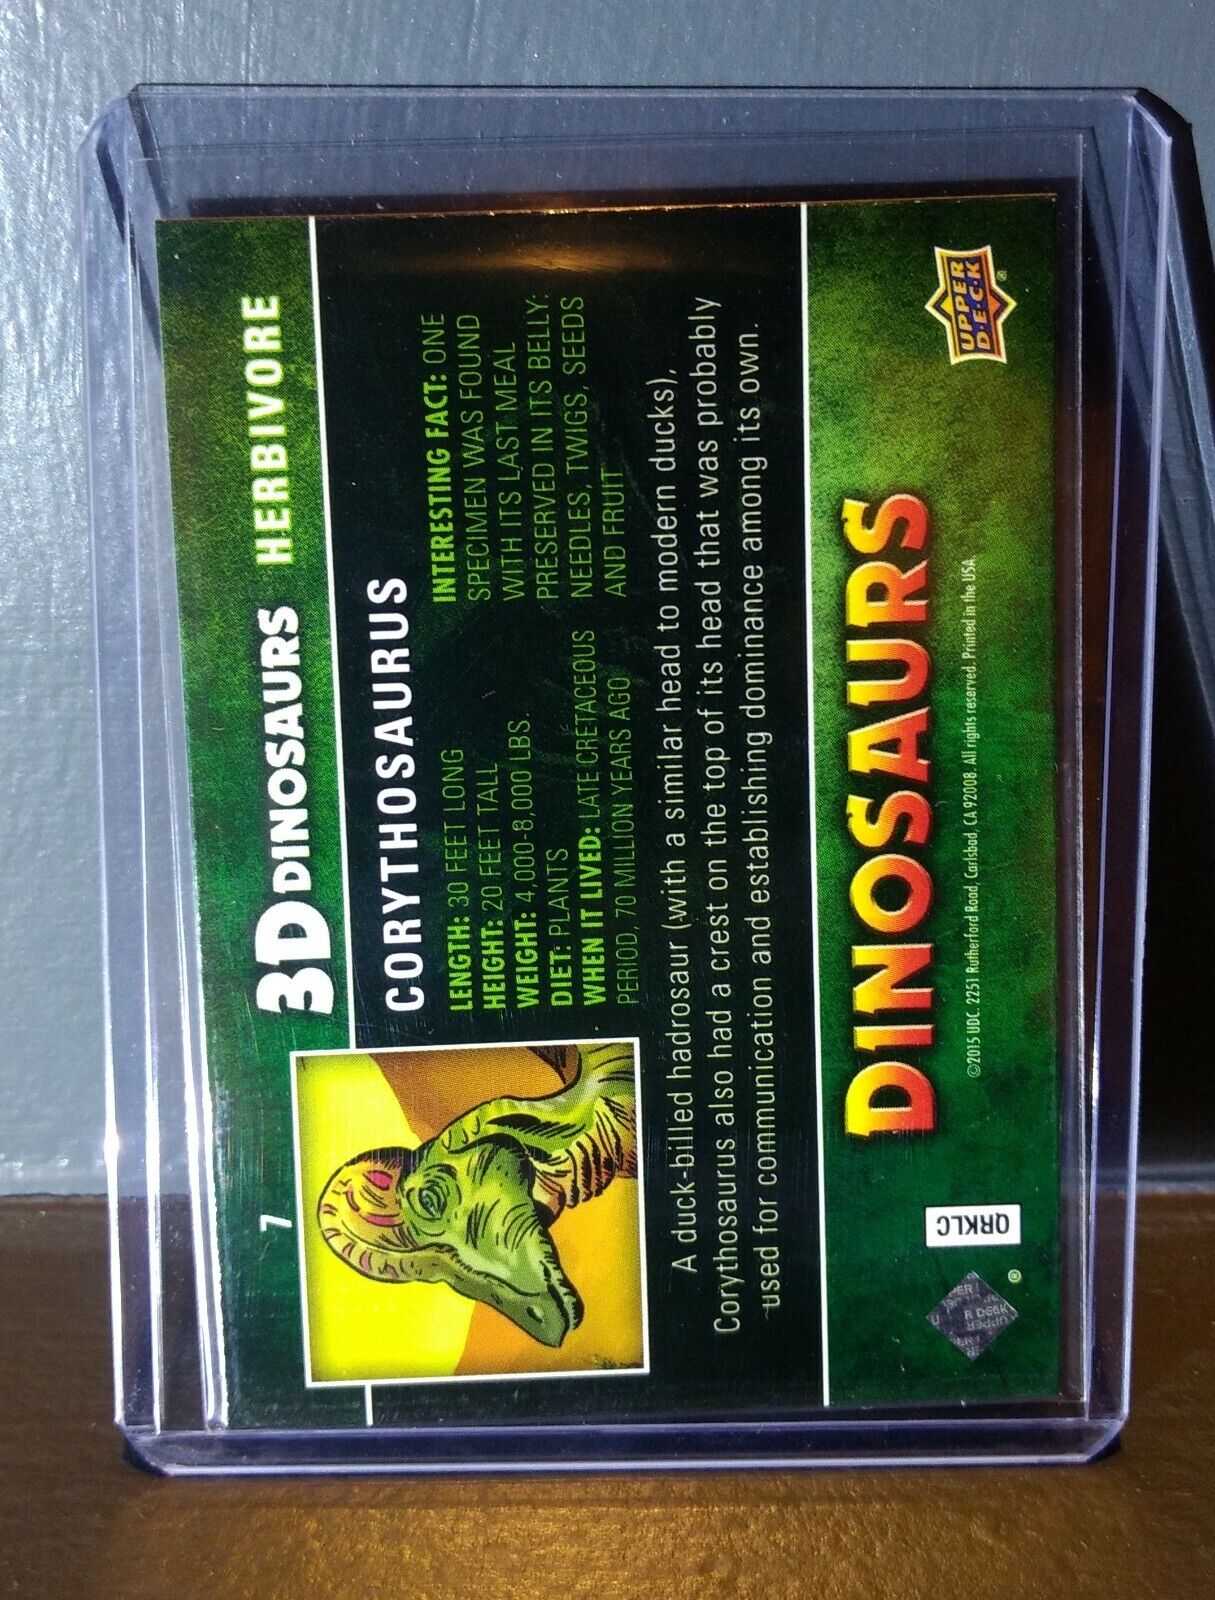 7
3D DINOSAURS HERBIVORE
CORYTHOSAURUS
LENGTH: 30 FEET LONG
HEIGHT: 20 FEET TALL
WEIGHT: 4,000-8,000 LBS.
DIET: PLANTS
WHEN IT LIVED: LATE CRETACEOUS
PERIOD, 70 MILLION YEARS AGO
INTERESTING FACT: ONE
SPECIMEN WAS FOUND
WITH ITS LAST MEAL
PRESERVED IN ITS BELLY:
NEEDLES, TWIGS, SEEDS
AND FRUIT
A duck-billed hadrosaur (with a similar head to modern ducks),
Corythosaurus also had a crest on the top of its head that was probably
used for communication and establishing dominance among its own.
DINOSAURS
©2015 UDC. 2251 Rutherford Road, Carlsbad, CA 92008. All rights reserved. Printed in the USA
UPPER
D·E·C·K
®
QRKLC
®